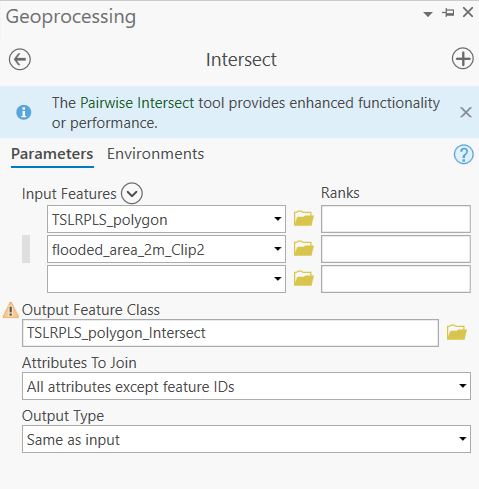 Geoprocessing
Intersect
The Pairwise Intersect tool provides enhanced functionality
or performance.
Parameters Environments
Input Features Ranks
TSLRPLS_polygon
flooded_area_2m_Clip2
Output Feature Class
TSLRPLS_polygon_Intersect
Attributes To Join
All attributes except feature IDs
Output Type
Same as input